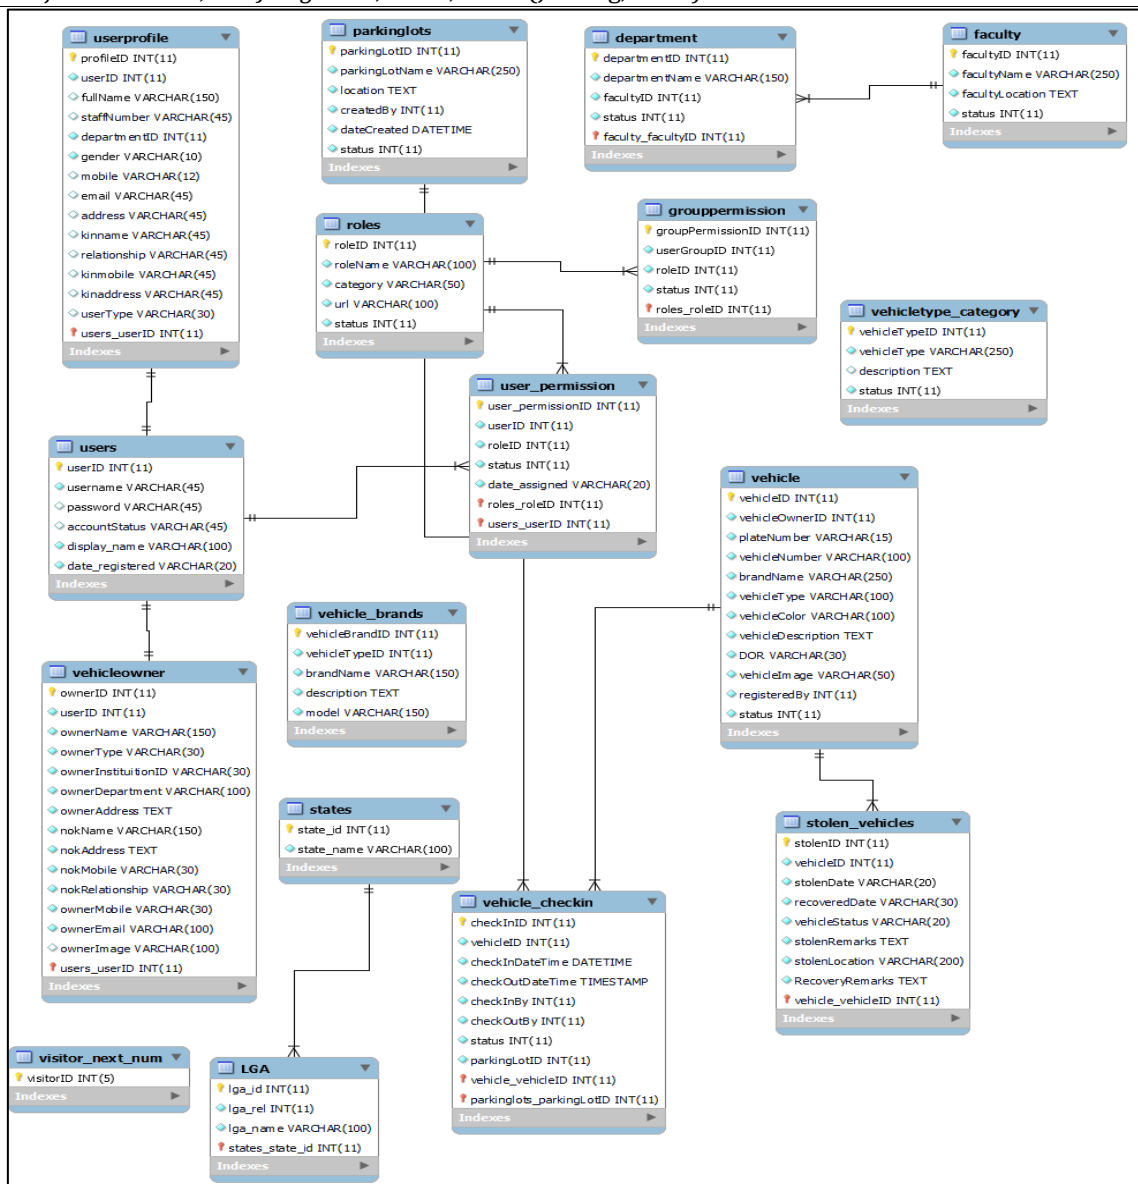 userprofile
profileID INT(11)
userID INT(11)
fullName VARCHAR(150)
staffNumber VARCHAR(45)
departmentID INT(11)
gender VARCHAR(10)
mobile VARCHAR(12)
email VARCHAR(45)
address VARCHAR(45)
kinname VARCHAR(45)
relationship VARCHAR(45)
kinmobile VARCHAR(45)
kinaddress VARCHAR(45)
userType VARCHAR(30)
users_userID INT(11)
Indexes
parkinglots
parkingLotID INT(11)
parkingLotName VARCHAR(250)
location TEXT
createdBy INT(11)
dateCreated DATETIME
status INT(11)
Indexes
department
departmentID INT(11)
departmentName VARCHAR(150)
facultyID INT(11)
status INT(11)
faculty_facultyID INT(11)
Indexes
faculty
facultyID INT(11)
facultyName VARCHAR(250)
facultyLocation TEXT
status INT(11)
Indexes
roles
roleID INT(11)
roleName VARCHAR(100)
category VARCHAR(50)
url VARCHAR(100)
status INT(11)
Indexes
grouppermission
groupPermissionID INT(11)
userGroupID INT(11)
roleID INT(11)
status INT(11)
roles_roleID INT(11)
Indexes
vehicletype_category
vehicleTypeID INT(11)
vehicleType VARCHAR(250)
description TEXT
status INT(11)
Indexes
user_permission
user_permissionID INT(11)
userID INT(11)
roleID INT(11)
status INT(11)
date_assigned VARCHAR(20)
roles_roleID INT(11)
users_userID INT(11)
Indexes
users
userID INT(11)
username VARCHAR(45)
password VARCHAR(45)
accountStatus VARCHAR(45)
display_name VARCHAR(100)
date_registered VARCHAR(20)
Indexes
vehicle
vehicleID INT(11)
vehicleOwnerID INT(11)
plateNumber VARCHAR(15)
vehicleNumber VARCHAR(100)
brandName VARCHAR(250)
vehicleType VARCHAR(100)
vehicleColor VARCHAR(100)
vehicleDescription TEXT
DOR VARCHAR(30)
vehicleImage VARCHAR(50)
registeredBy INT(11)
status INT(11)
Indexes
vehicle_brands
vehicleBrandID INT(11)
vehicleTypeID INT(11)
brandName VARCHAR(150)
description TEXT
model VARCHAR(150)
Indexes
vehicleowner
ownerID INT(11)
userID INT(11)
ownerName VARCHAR(150)
ownerType VARCHAR(30)
ownerInstituitionID VARCHAR(30)
ownerDepartment VARCHAR(100)
ownerAddress TEXT
nokName VARCHAR(150)
nokAddress TEXT
nokMobile VARCHAR(30)
nokRelationship VARCHAR(30)
ownerMobile VARCHAR(30)
ownerEmail VARCHAR(100)
ownerImage VARCHAR(100)
users_userID INT(11)
Indexes
states
state_id INT(11)
state_name VARCHAR(100)
Indexes
stolen_vehicles
stolenID INT(11)
vehicleID INT(11)
stolenDate VARCHAR(20)
recoveredDate VARCHAR(30)
vehicleStatus VARCHAR(20)
stolenRemarks TEXT
stolenLocation VARCHAR(200)
RecoveryRemarks TEXT
vehicle_vehicleID INT(11)
Indexes
vehicle_checkin
checkInID INT(11)
vehicleID INT(11)
checkInDateTime DATETIME
checkOutDateTime TIMESTAMP
checkInBy INT(11)
checkOutBy INT(11)
status INT(11)
parkingLotID INT(11)
vehicle_vehicleID INT(11)
parkinglots_parkingLotID INT(11)
Indexes
visitor_next_num
visitorID INT(5)
Indexes
LGA
lga_id INT(11)
lga_rel INT(11)
lga_name VARCHAR(100)
states_state_id INT(11)
Indexes